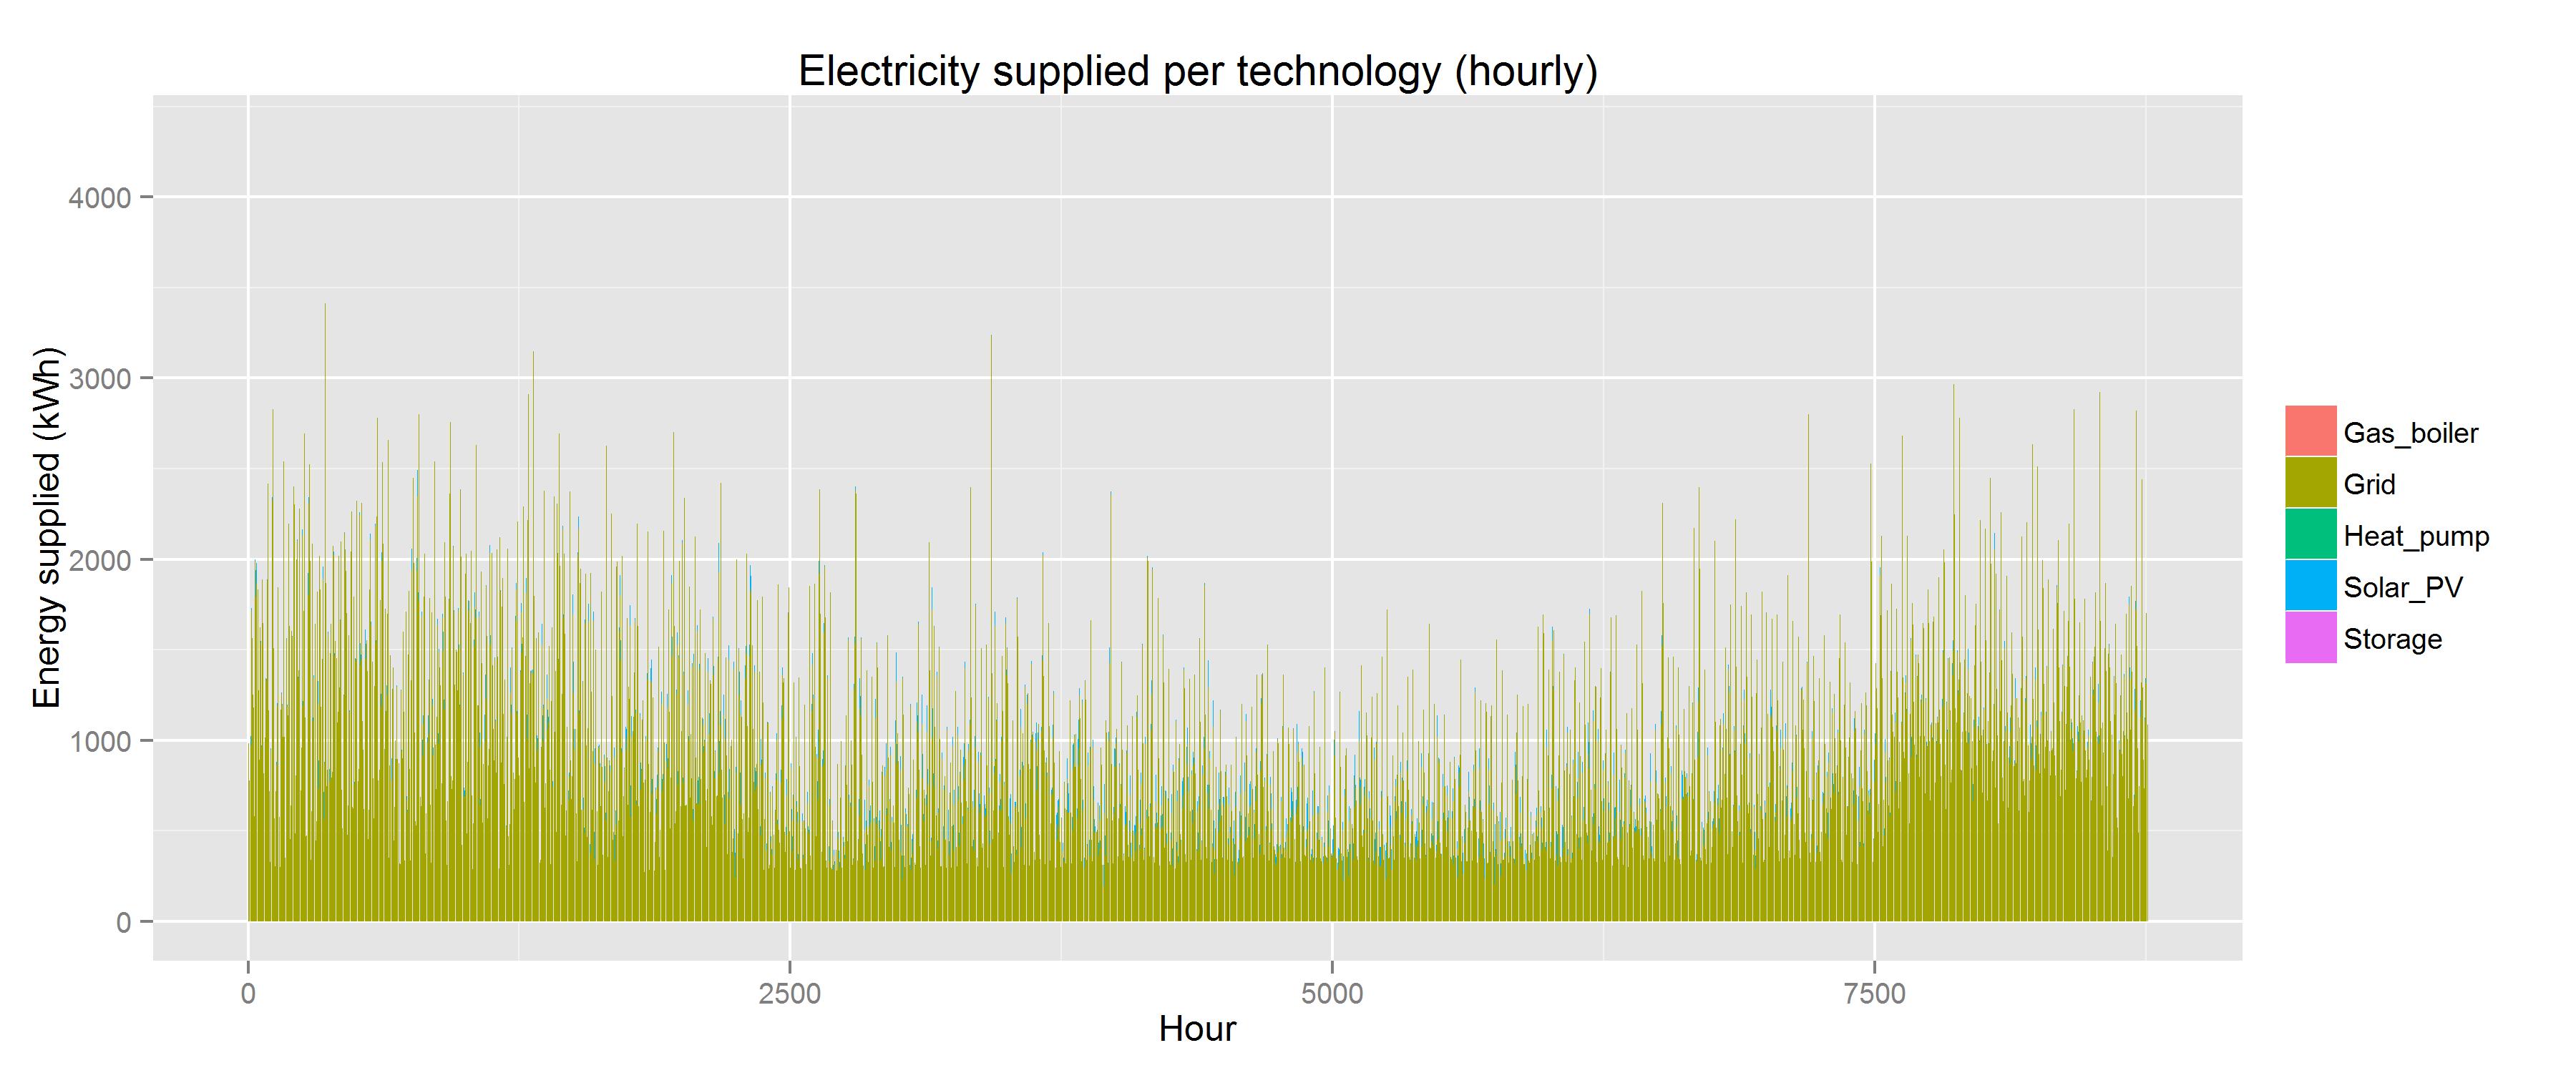 Electricity supplied per technology (hourly)
Energy supplied (kWh)
4000
3000
2000
1000
0
0
2500
5000
7500
Hour
Gas_boiler
Grid
Heat_pump
Solar_PV
Storage